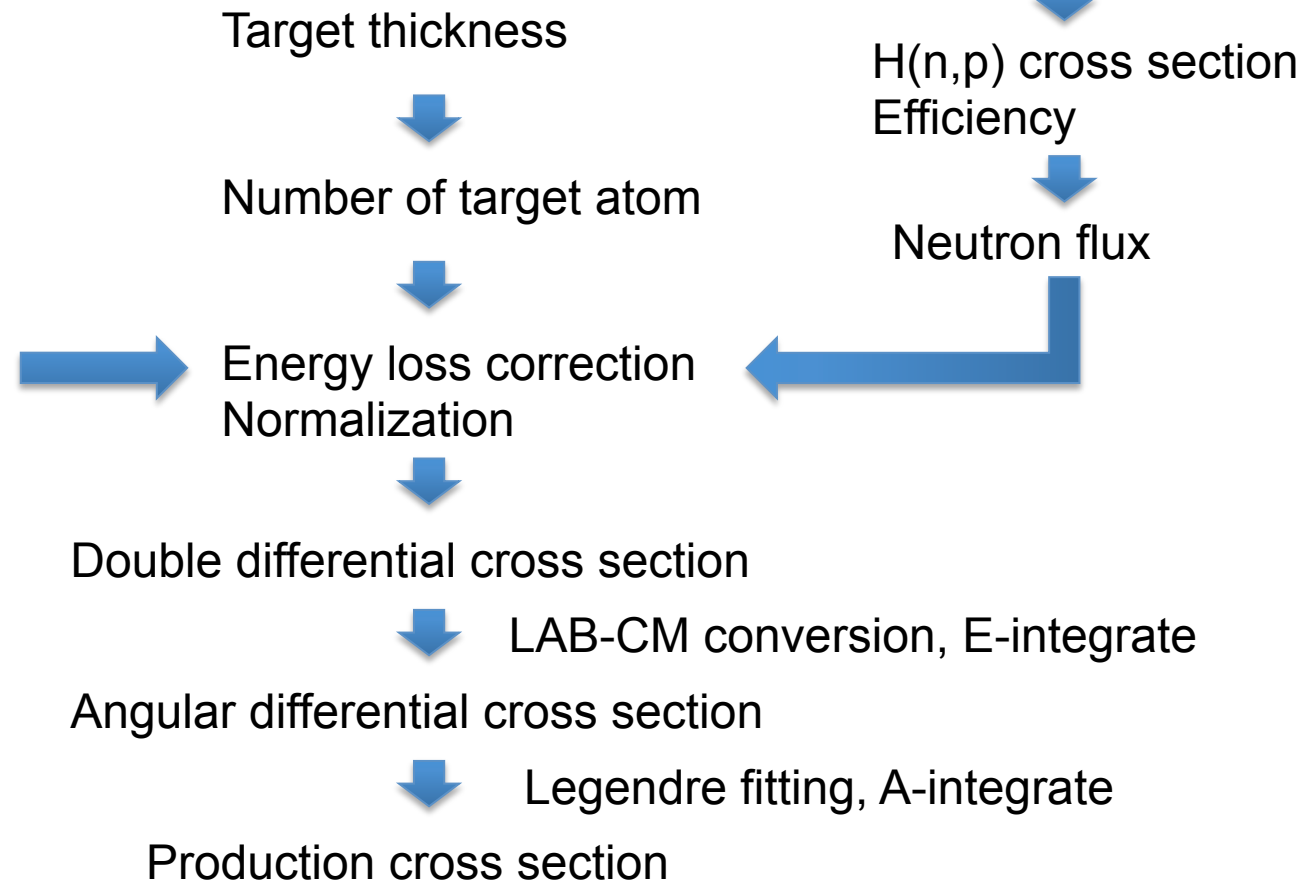 Target thickness
H(n,p) cross section
Efficiency
Number of target atom
Neutron flux
Energy loss correction
Normalization
Double differential cross section
LAB-CM conversion, E-integrate
Angular differential cross section
Legendre fitting, A-integrate
Production cross section